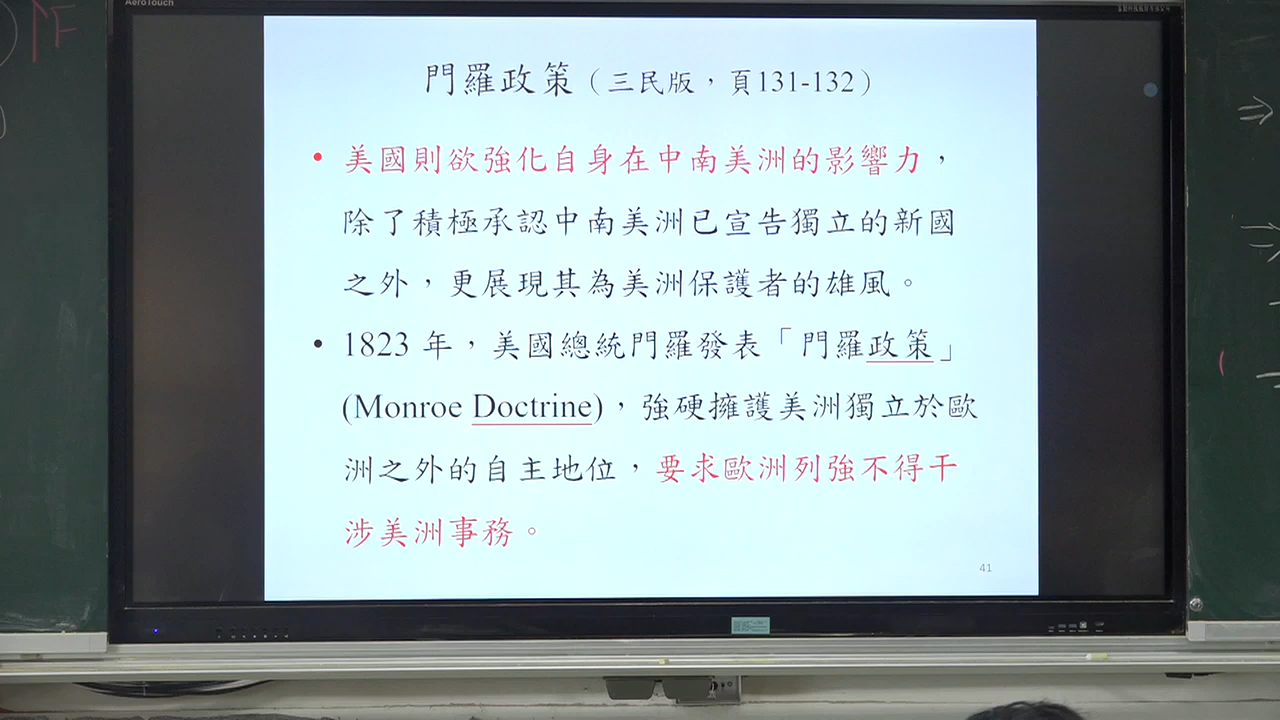 AeroTouch
門羅政策（三民版，頁131-132）
• 美國則欲強化自身在中南美洲的影響力，
除了積極承認中南美洲已宣告獨立的新國
之外，更展現其為美洲保護者的雄風。
• 1823 年，美國總統門羅發表「門羅政策」
(Monroe Doctrine)，強硬擁護美洲獨立於歐
洲之外的自主地位，要求歐洲列強不得干
涉美洲事務。
41